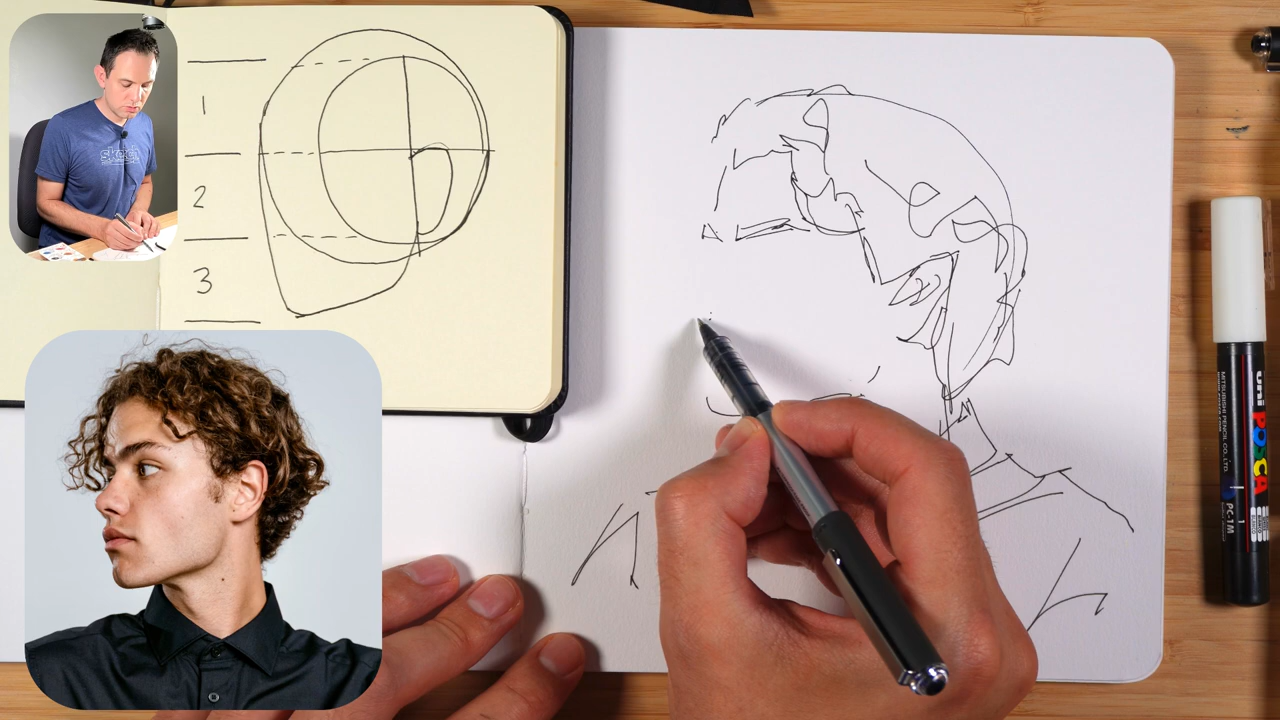 sketch
1
2
3
uni POSCA
PC-1M
MITSUBISHI PENCIL CO., LTD.